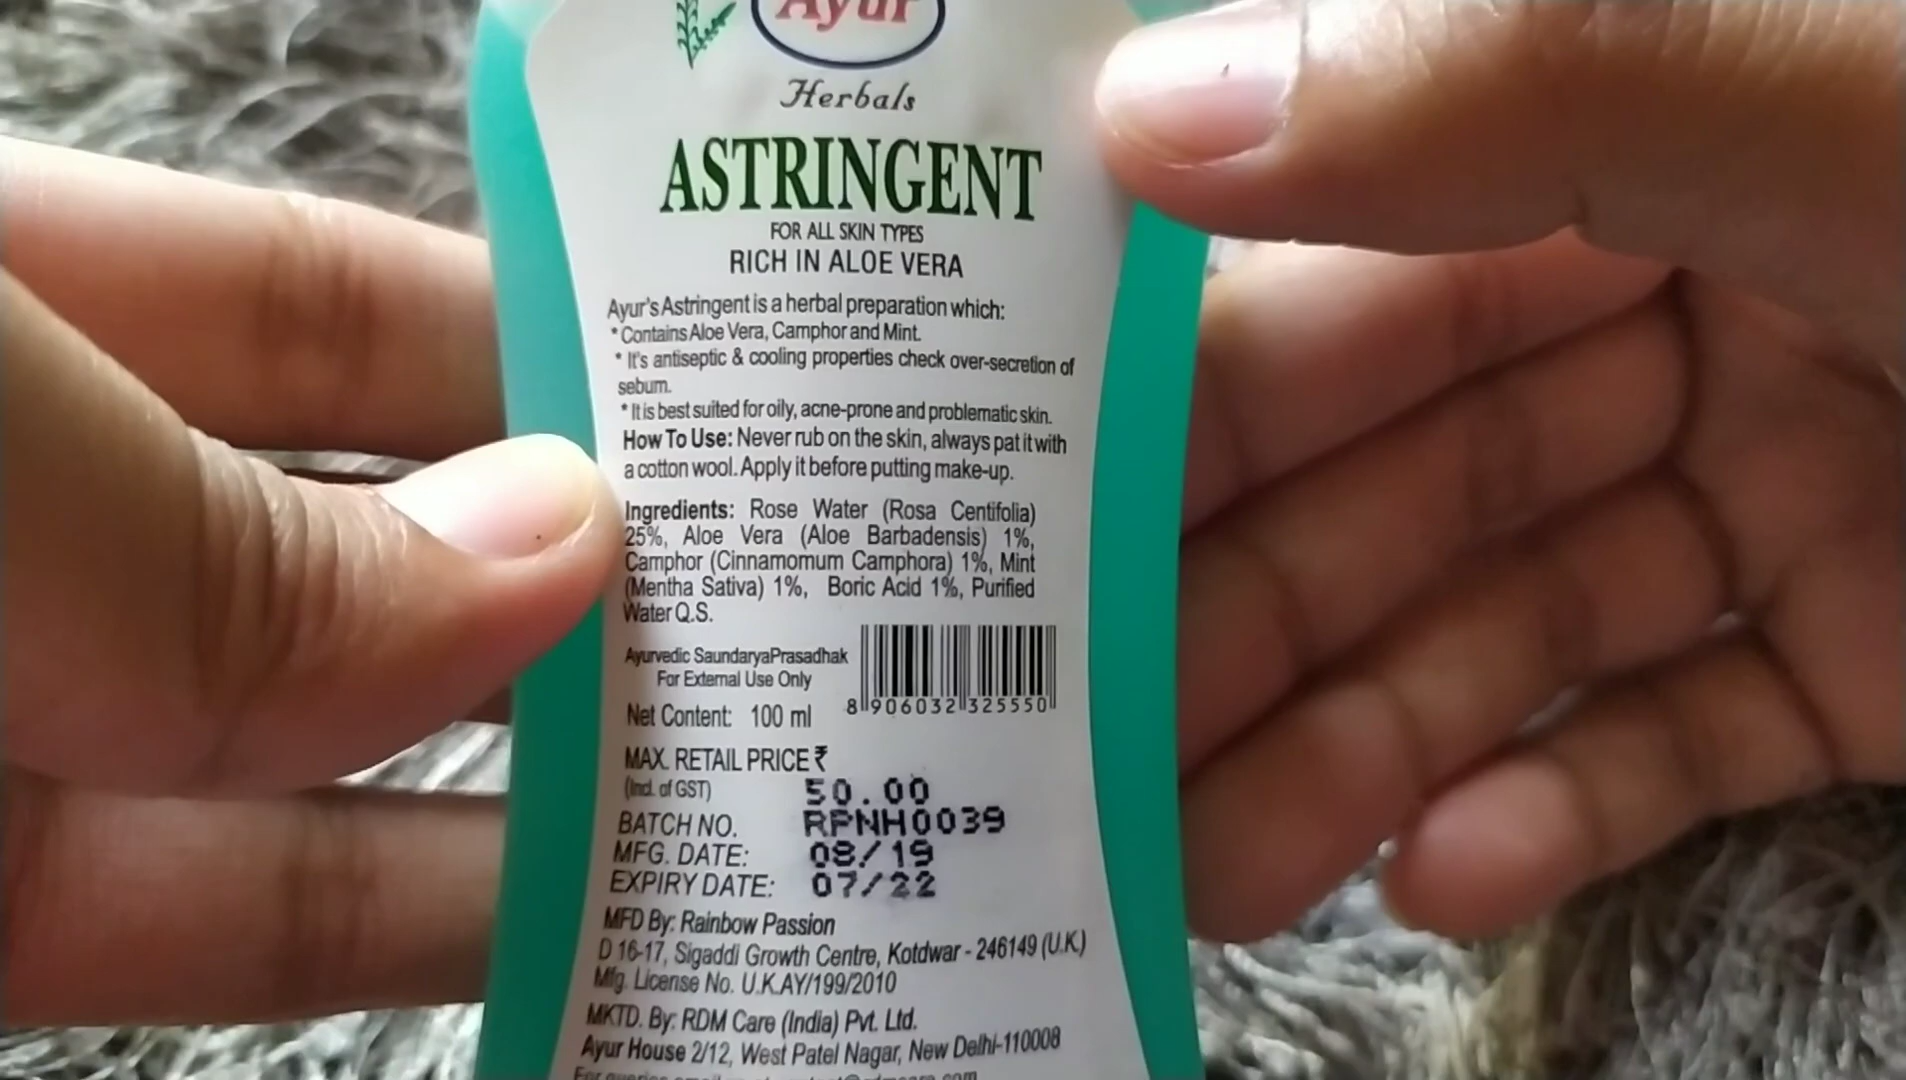 Ayur
Herbals
ASTRINGENT
FOR ALL SKIN TYPES
RICH IN ALOE VERA
Ayur's Astringent is a herbal preparation which:
* Contains Aloe Vera, Camphor and Mint.
* It's antiseptic & cooling properties check over-secretion of
sebum.
* It is best suited for oily, acne-prone and problematic skin.
How To Use: Never rub on the skin, always pat it with
a cotton wool. Apply it before putting make-up.
Ingredients: Rose Water (Rosa Centifolia)
25%, Aloe Vera (Aloe Barbadensis) 1%,
Camphor (Cinnamomum Camphora) 1%, Mint
(Mentha Sativa) 1%, Boric Acid 1%, Purified
Water Q.S.
Ayurvedic SaundaryaPrasadhak
For External Use Only
8 906032 325550
Net Content: 100 ml
MAX. RETAIL PRICE ₹
(Incl. of GST) 50.00
BATCH NO. RPNH0039
MFG. DATE: 08/19
EXPIRY DATE: 07/22
MFD By: Rainbow Passion
D 16-17, Sigaddi Growth Centre, Kotdwar - 246149 (U.K.)
Mfg. License No. U.K.AY/199/2010
MKTD. By: RDM Care (India) Pvt. Ltd.
Ayur House 2/12, West Patel Nagar, New Delhi-110008
For queries email